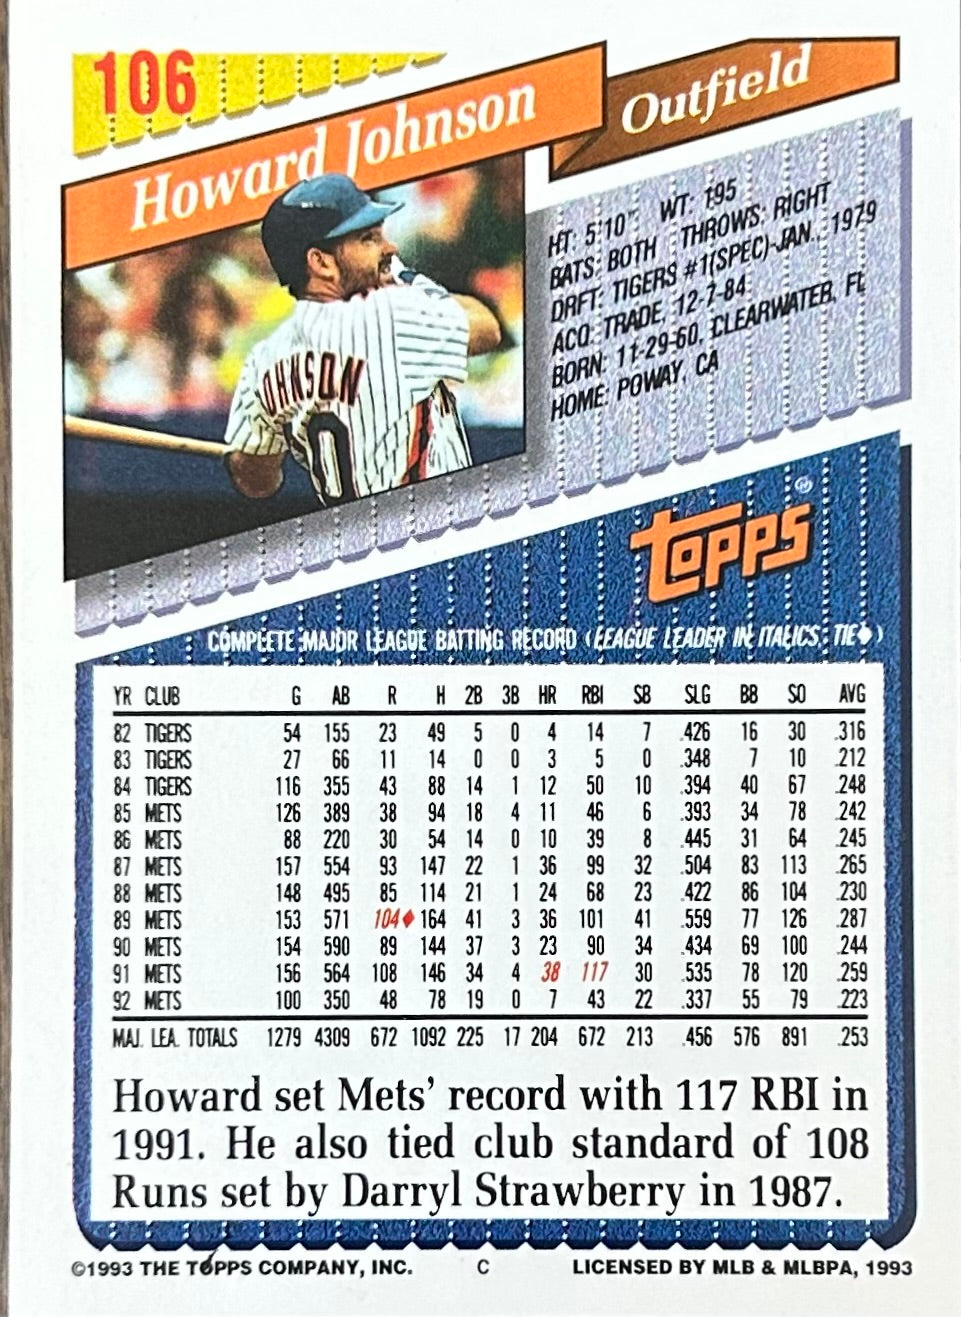 106
Howard Johnson
Outfield
HT: 5'10" WT: 195
BATS: BOTH THROWS: RIGHT
DRFT: TIGERS #1(SPEC)-JAN., 1979
ACQ: TRADE, 12-7-84
BORN: 11-29-60, CLEARWATER, FL
HOME: POWAY, CA
OHNSON
0
TOPPS
COMPLETE MAJOR LEAGUE BATTING RECORD (LEAGUE LEADER IN ITALICS; TIE♦)
YR CLUB G AB R H 2B 3B HR RBI SB SLG BB SO AVG
82 TIGERS 54 155 23 49 5 0 4 14 7 .426 16 30 .316
83 TIGERS 27 66 11 14 0 0 3 5 0 .348 7 10 .212
84 TIGERS 116 355 43 88 14 1 12 50 10 .394 40 67 .248
85 METS 126 389 38 94 18 4 11 46 6 .393 34 78 .242
86 METS 88 220 30 54 14 0 10 39 8 .445 31 64 .245
87 METS 157 554 93 147 22 1 36 99 32 .504 83 113 .265
88 METS 148 495 85 114 21 1 24 68 23 .422 86 104 .230
89 METS 153 571 104♦ 164 41 3 36 101 41 .559 77 126 .287
90 METS 154 590 89 144 37 3 23 90 34 .434 69 100 .244
91 METS 156 564 108 146 34 4 38 117 30 .535 78 120 .259
92 METS 100 350 48 78 19 0 7 43 22 .337 55 79 .223
MAJ. LEA. TOTALS 1279 4309 672 1092 225 17 204 672 213 .456 576 891 .253
Howard set Mets' record with 117 RBI in
1991. He also tied club standard of 108
Runs set by Darryl Strawberry in 1987.
©1993 THE TOPPS COMPANY, INC. C LICENSED BY MLB & MLBPA, 1993